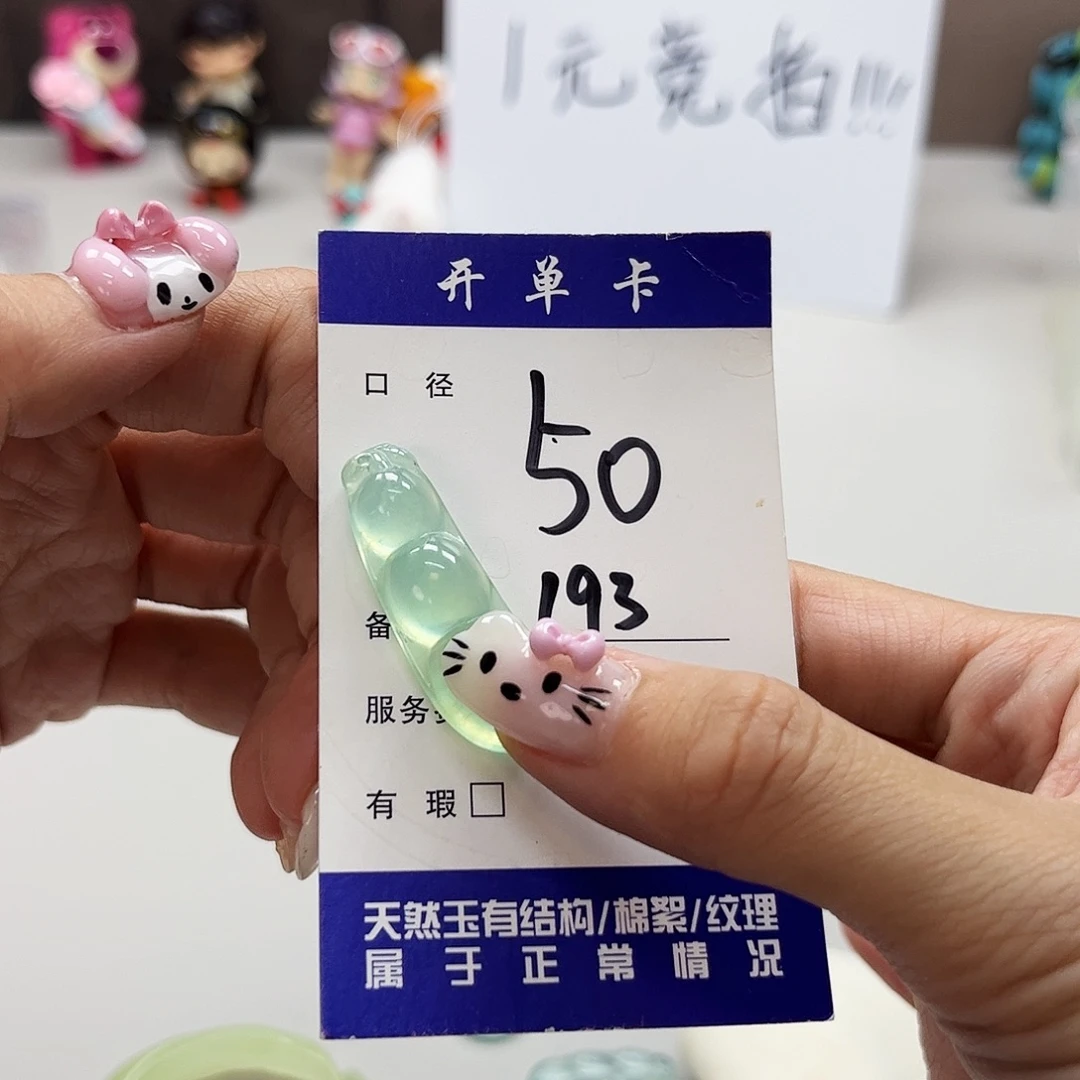 1元竞拍!!!
开单卡
口径
50
193
备
服务
有瑕□
天然玉有结构/棉絮/纹理
属于正常情况